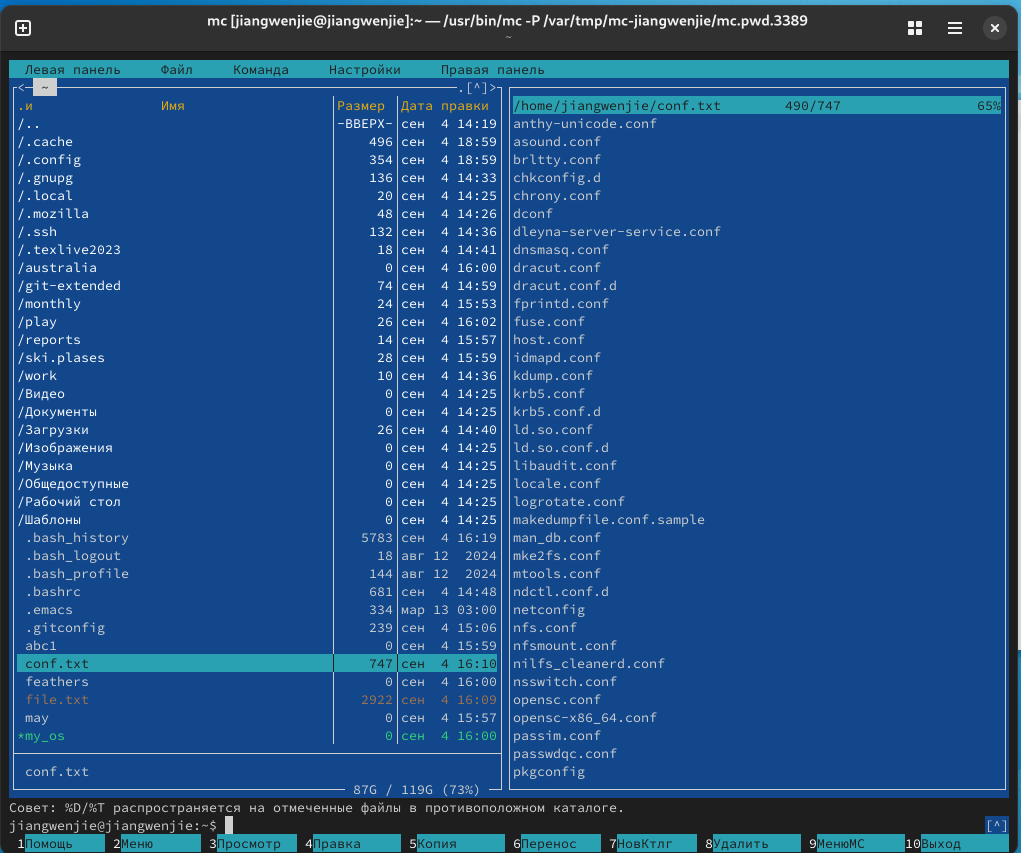 mc [jiangwenjie@jiangwenjie]:~ — /usr/bin/mc -P /var/tmp/mc-jiangwenjie/mc.pwd.3389
~
Левая панель Файл Команда Настройки Правая панель
<─ ~ .[^]>
.и Имя Размер Дата правки
/.. -ВВЕРХ- сен 4 14:19
/.cache 496 сен 4 18:59
/.config 354 сен 4 18:59
/.gnupg 136 сен 4 14:33
/.local 20 сен 4 14:25
/.mozilla 48 сен 4 14:26
/.ssh 132 сен 4 14:36
/.texlive2023 18 сен 4 14:41
/australia 0 сен 4 16:00
/git-extended 74 сен 4 14:59
/monthly 24 сен 4 15:53
/play 26 сен 4 16:02
/reports 14 сен 4 15:57
/ski.plases 28 сен 4 15:59
/work 10 сен 4 14:36
/Видео 0 сен 4 14:25
/Документы 0 сен 4 14:25
/Загрузки 26 сен 4 14:40
/Изображения 0 сен 4 14:25
/Музыка 0 сен 4 14:25
/Общедоступные 0 сен 4 14:25
/Рабочий стол 0 сен 4 14:25
/Шаблоны 0 сен 4 14:25
.bash_history 5783 сен 4 16:19
.bash_logout 18 авг 12 2024
.bash_profile 144 авг 12 2024
.bashrc 681 сен 4 14:48
.emacs 334 мар 13 03:00
.gitconfig 239 сен 4 15:06
abc1 0 сен 4 15:59
conf.txt 747 сен 4 16:10
feathers 0 сен 4 16:00
file.txt 2922 сен 4 16:09
may 0 сен 4 15:57
*my_os 0 сен 4 16:00
conf.txt
87G / 119G (73%)
/home/jiangwenjie/conf.txt 490/747 65%
anthy-unicode.conf
asound.conf
brltty.conf
chkconfig.d
chrony.conf
dconf
dleyna-server-service.conf
dnsmasq.conf
dracut.conf
dracut.conf.d
fprintd.conf
fuse.conf
host.conf
idmapd.conf
kdump.conf
krb5.conf
krb5.conf.d
ld.so.conf
ld.so.conf.d
libaudit.conf
locale.conf
logrotate.conf
makedumpfile.conf.sample
man_db.conf
mke2fs.conf
mtools.conf
ndctl.conf.d
netconfig
nfs.conf
nfsmount.conf
nilfs_cleanerd.conf
nsswitch.conf
opensc.conf
opensc-x86_64.conf
passim.conf
passwdqc.conf
pkgconfig
Совет: %D/%T распространяется на отмеченные файлы в противоположном каталоге.
jiangwenjie@jiangwenjie:~$ [^]
1Помощь 2Меню 3Просмотр 4Правка 5Копия 6Перенос 7НовКтлг 8Удалить 9МенюМС 10Выход